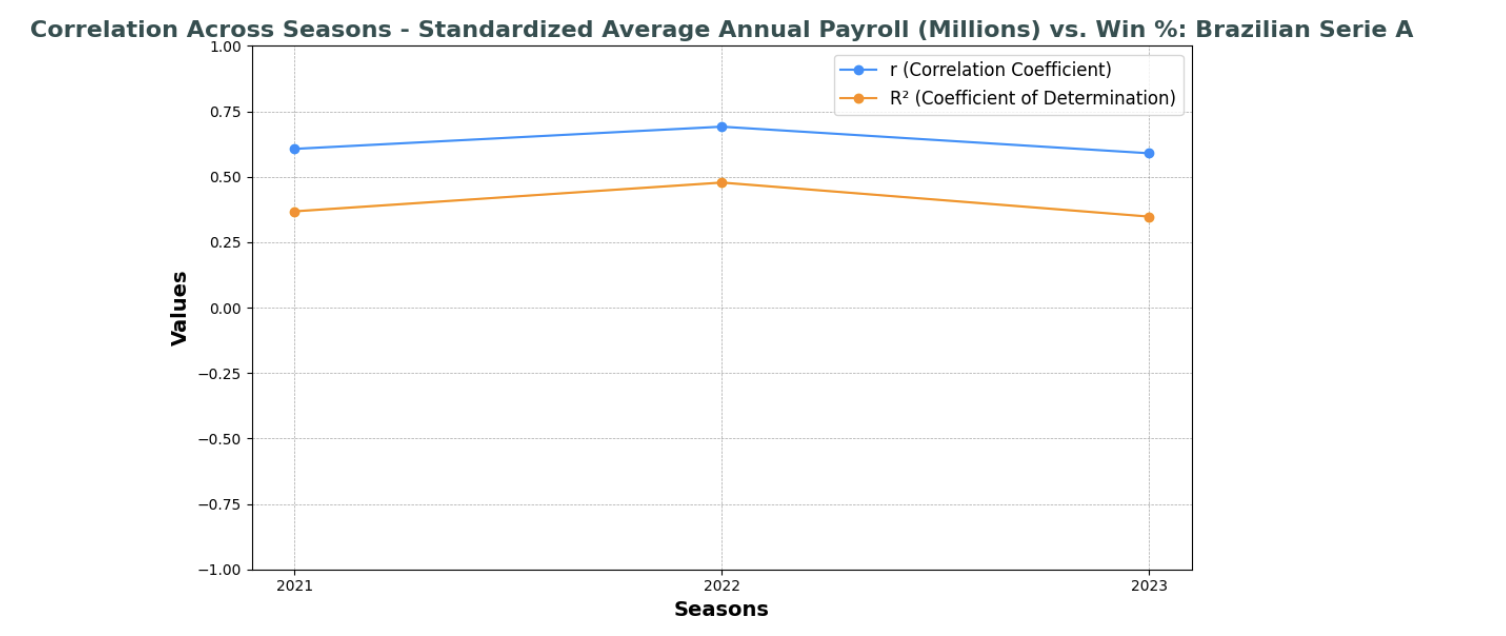 Correlation Across Seasons - Standardized Average Annual Payroll (Millions) vs. Win %: Brazilian Serie A
r (Correlation Coefficient)
R² (Coefficient of Determination)
1.00
0.75
0.50
0.25
0.00
−0.25
−0.50
−0.75
−1.00
Values
2021 2022 2023
Seasons